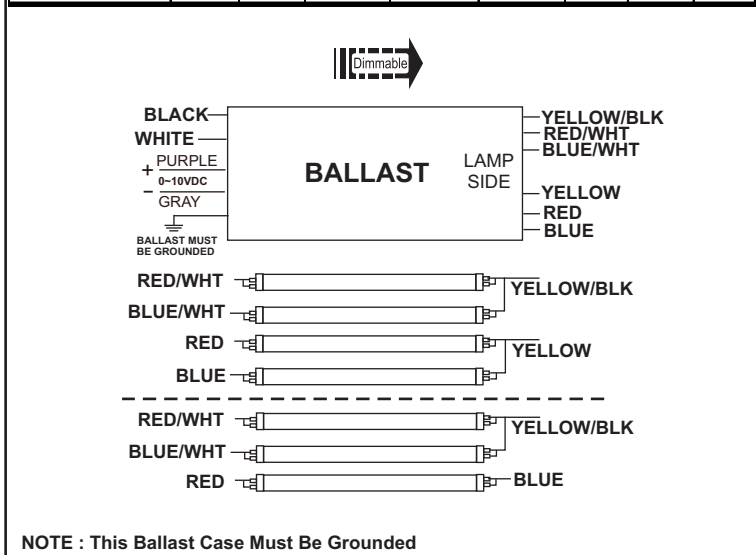 Dimmable
BLACK
WHITE
+ PURPLE
0~10VDC
− GRAY
BALLAST MUST
BE GROUNDED
BALLAST
LAMP
SIDE
YELLOW/BLK
RED/WHT
BLUE/WHT
YELLOW
RED
BLUE
RED/WHT
YELLOW/BLK
BLUE/WHT
RED
YELLOW
BLUE
RED/WHT
YELLOW/BLK
BLUE/WHT
RED
BLUE
NOTE : This Ballast Case Must Be Grounded